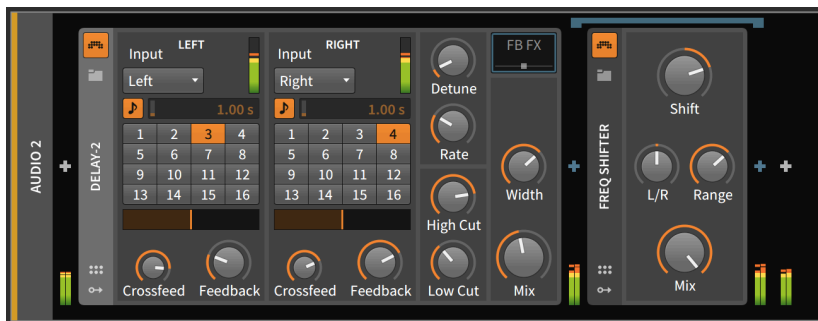 AUDIO 2
DELAY-2
LEFT
Input
Left
1.00 s
1 2 3 4
5 6 7 8
9 10 11 12
13 14 15 16
Crossfeed Feedback
RIGHT
Input
Right
1.00 s
1 2 3 4
5 6 7 8
9 10 11 12
13 14 15 16
Crossfeed Feedback
Detune
Rate
High Cut
Low Cut
FB FX
Width
Mix
FREQ SHIFTER
Shift
L/R Range
Mix